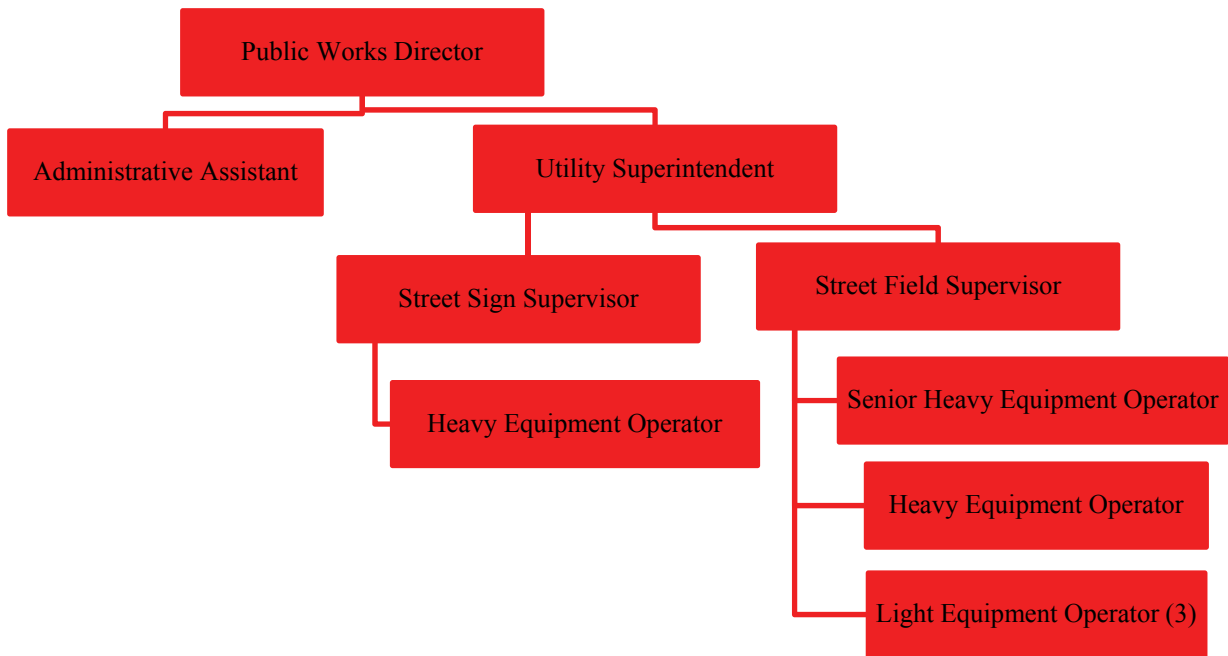 Public Works Director
Administrative Assistant
Utility Superintendent
Street Sign Supervisor
Street Field Supervisor
Heavy Equipment Operator
Senior Heavy Equipment Operator
Heavy Equipment Operator
Light Equipment Operator (3)